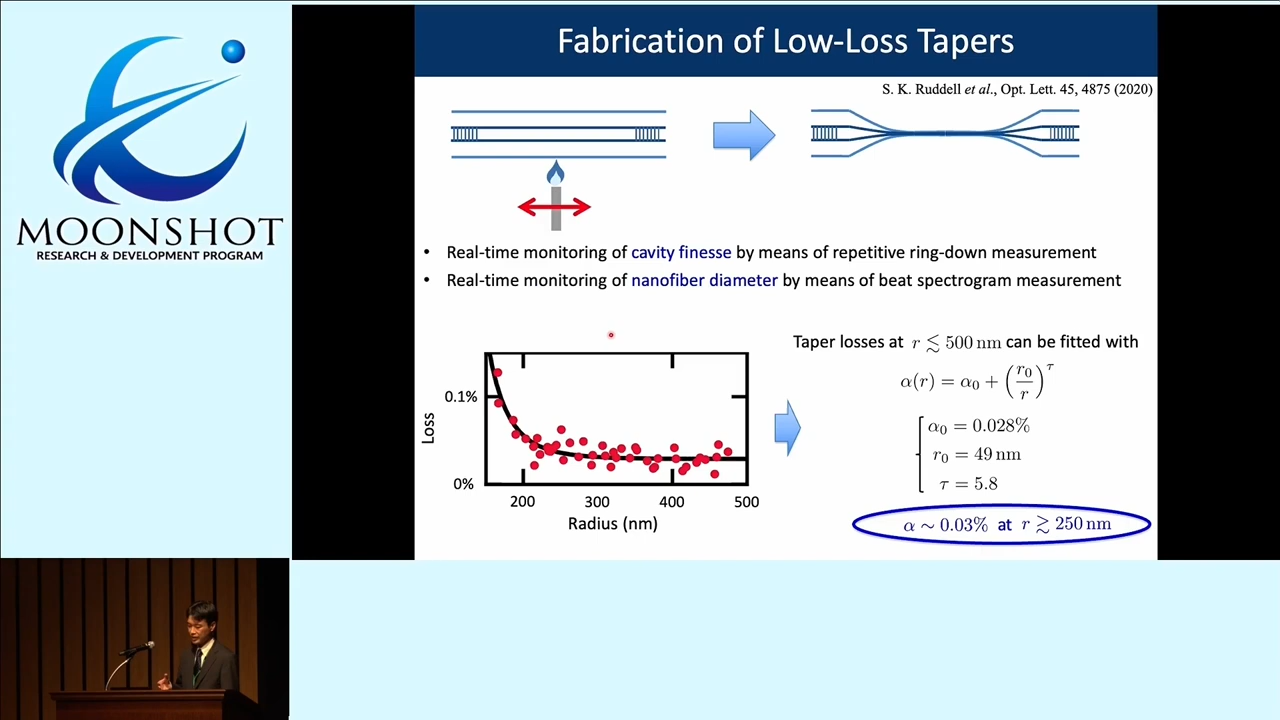 MOONSHOT
RESEARCH & DEVELOPMENT PROGRAM
Fabrication of Low-Loss Tapers
S. K. Ruddell et al., Opt. Lett. 45, 4875 (2020)
• Real-time monitoring of cavity finesse by means of repetitive ring-down measurement
• Real-time monitoring of nanofiber diameter by means of beat spectrogram measurement
Loss
0.1%
0%
200 300 400 500
Radius (nm)
Taper losses at r ≲ 500 nm can be fitted with
α(r) = α₀ + (r₀/r)^τ
α₀ = 0.028%
r₀ = 49 nm
τ = 5.8
α ∼ 0.03% at r ≳ 250 nm